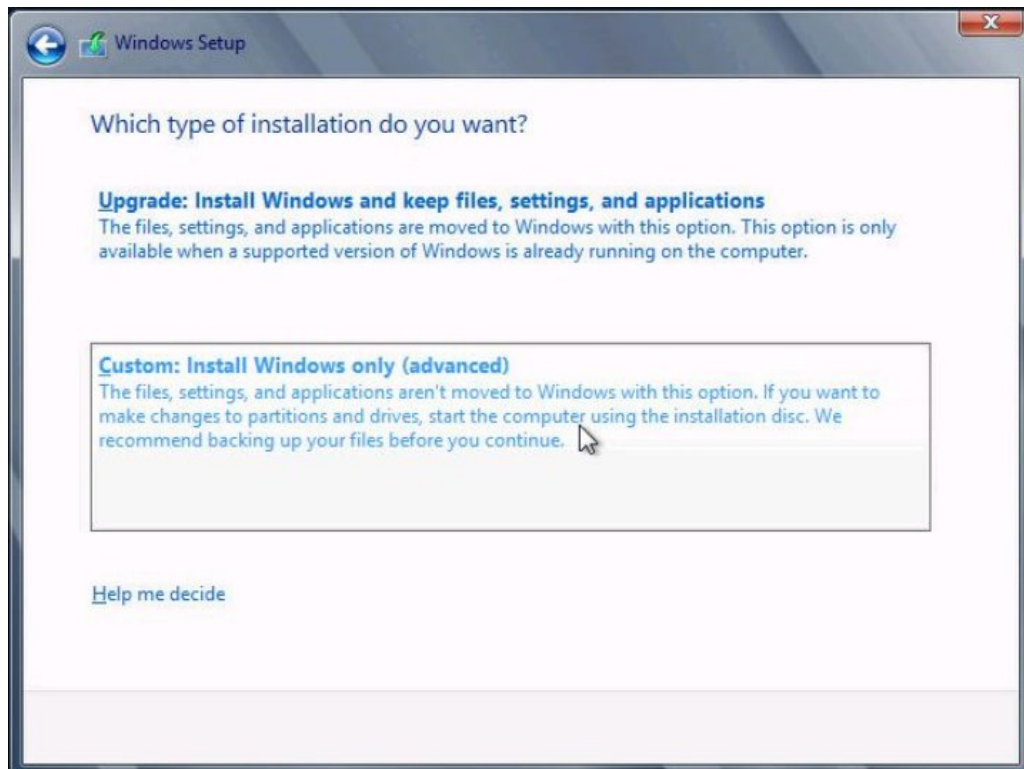 Windows Setup
Which type of installation do you want?
Upgrade: Install Windows and keep files, settings, and applications
The files, settings, and applications are moved to Windows with this option. This option is only
available when a supported version of Windows is already running on the computer.
Custom: Install Windows only (advanced)
The files, settings, and applications aren't moved to Windows with this option. If you want to
make changes to partitions and drives, start the computer using the installation disc. We
recommend backing up your files before you continue.
Help me decide